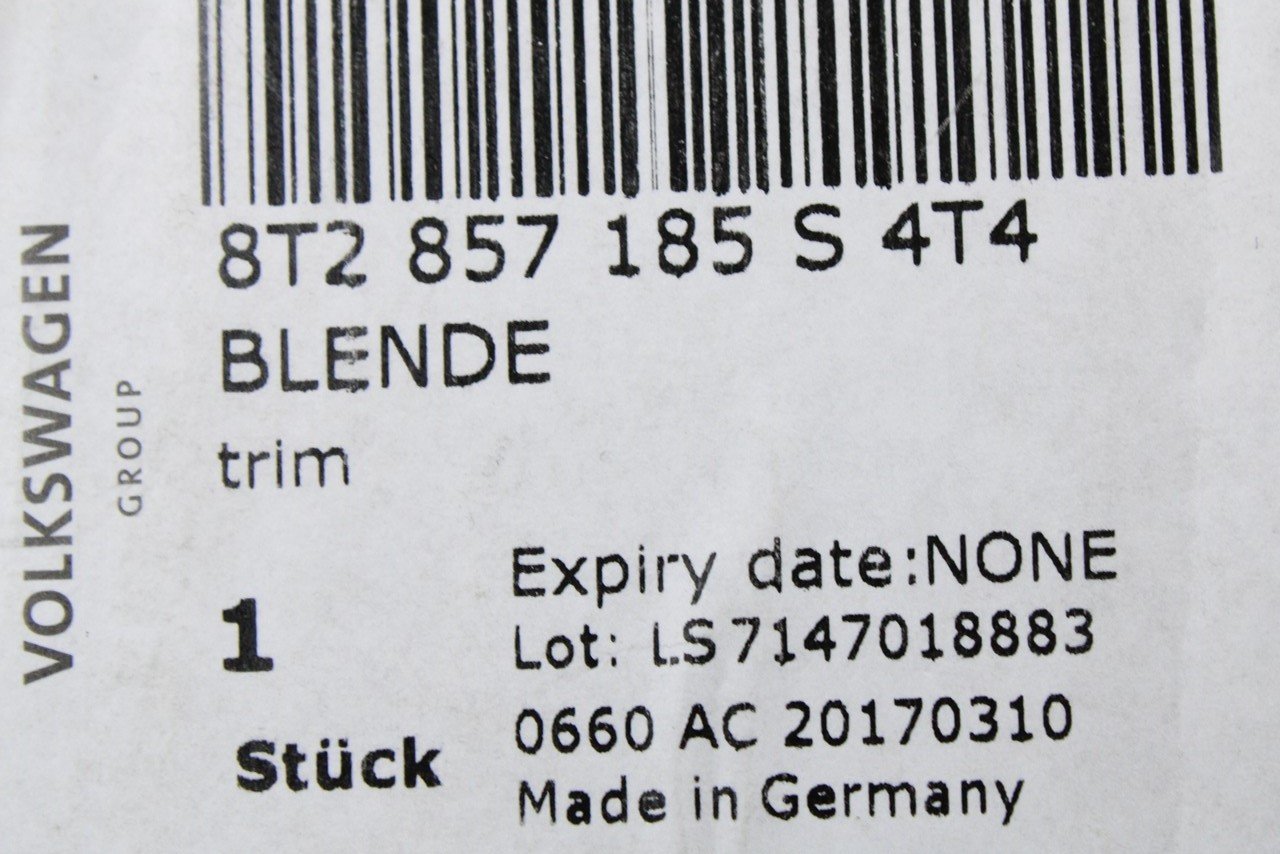 8T2 857 185 S 4T4
BLENDE
trim
Expiry date:NONE
1
Lot: LS7147018883
0660 AC 20170310
Stück
Made in Germany
VOLKSWAGEN
GROUP